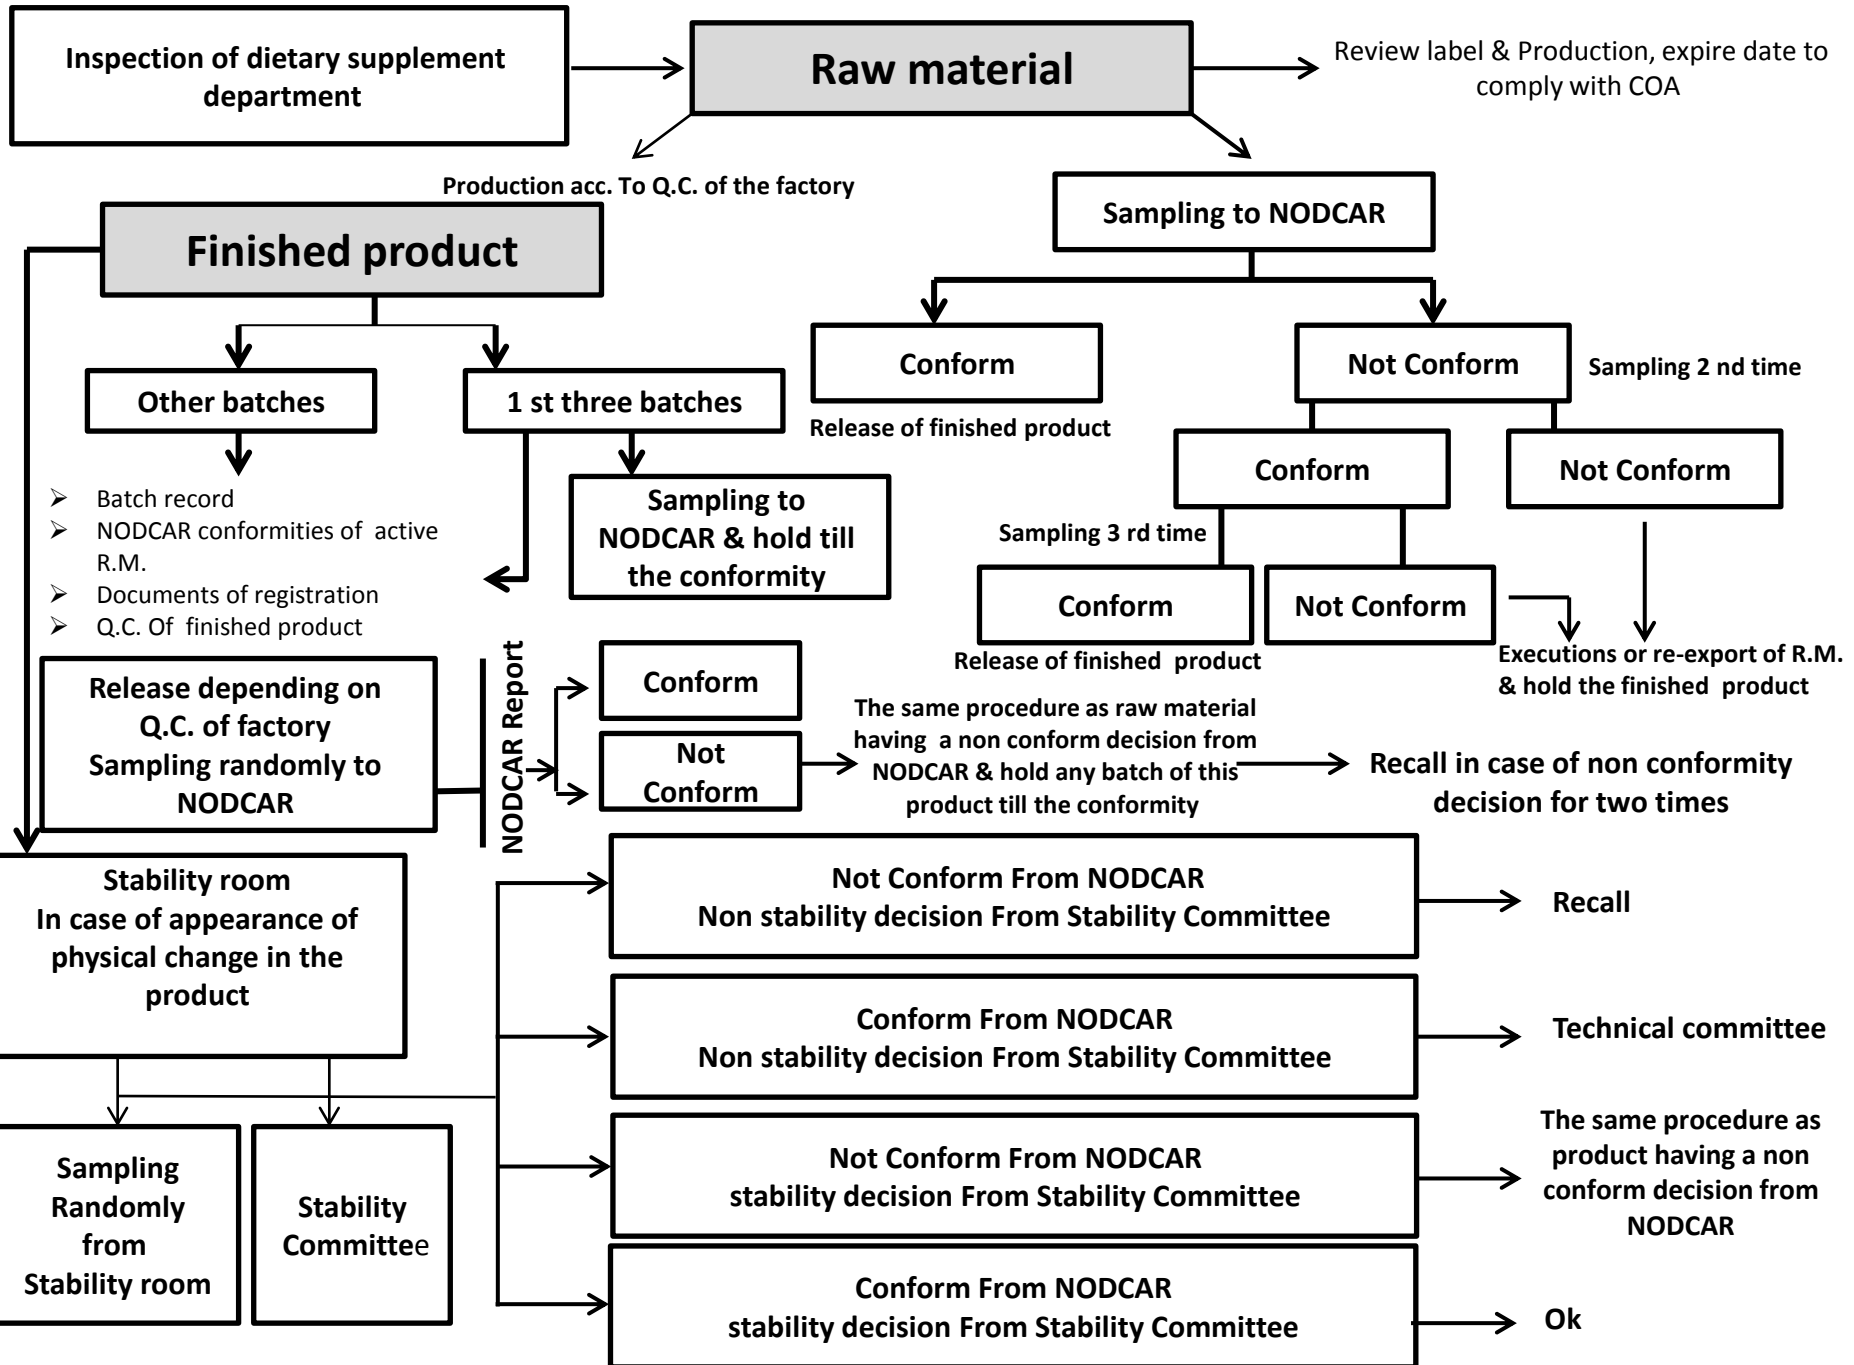 Inspection of dietary supplement
department
Raw material
Review label & Production, expire date to
comply with COA
Production acc. To Q.C. of the factory
Sampling to NODCAR
Finished product
Conform
Not Conform
Sampling 2 nd time
Release of finished product
Other batches
1 st three batches
Conform
Not Conform
Sampling to
NODCAR & hold till
the conformity
➢ Batch record
➢ NODCAR conformities of active
R.M.
➢ Documents of registration
➢ Q.C. Of finished product
Sampling 3 rd time
Conform
Not Conform
Release of finished product
Executions or re-export of R.M.
& hold the finished product
Release depending on
Q.C. of factory
Sampling randomly to
NODCAR
NODCAR Report
Conform
Not
Conform
The same procedure as raw material
having a non conform decision from
NODCAR & hold any batch of this
product till the conformity
Recall in case of non conformity
decision for two times
Stability room
In case of appearance of
physical change in the
product
Not Conform From NODCAR
Non stability decision From Stability Committee
Recall
Conform From NODCAR
Non stability decision From Stability Committee
Technical committee
Sampling
Randomly
from
Stability room
Stability
Committee
Not Conform From NODCAR
stability decision From Stability Committee
The same procedure as
product having a non
conform decision from
NODCAR
Conform From NODCAR
stability decision From Stability Committee
Ok